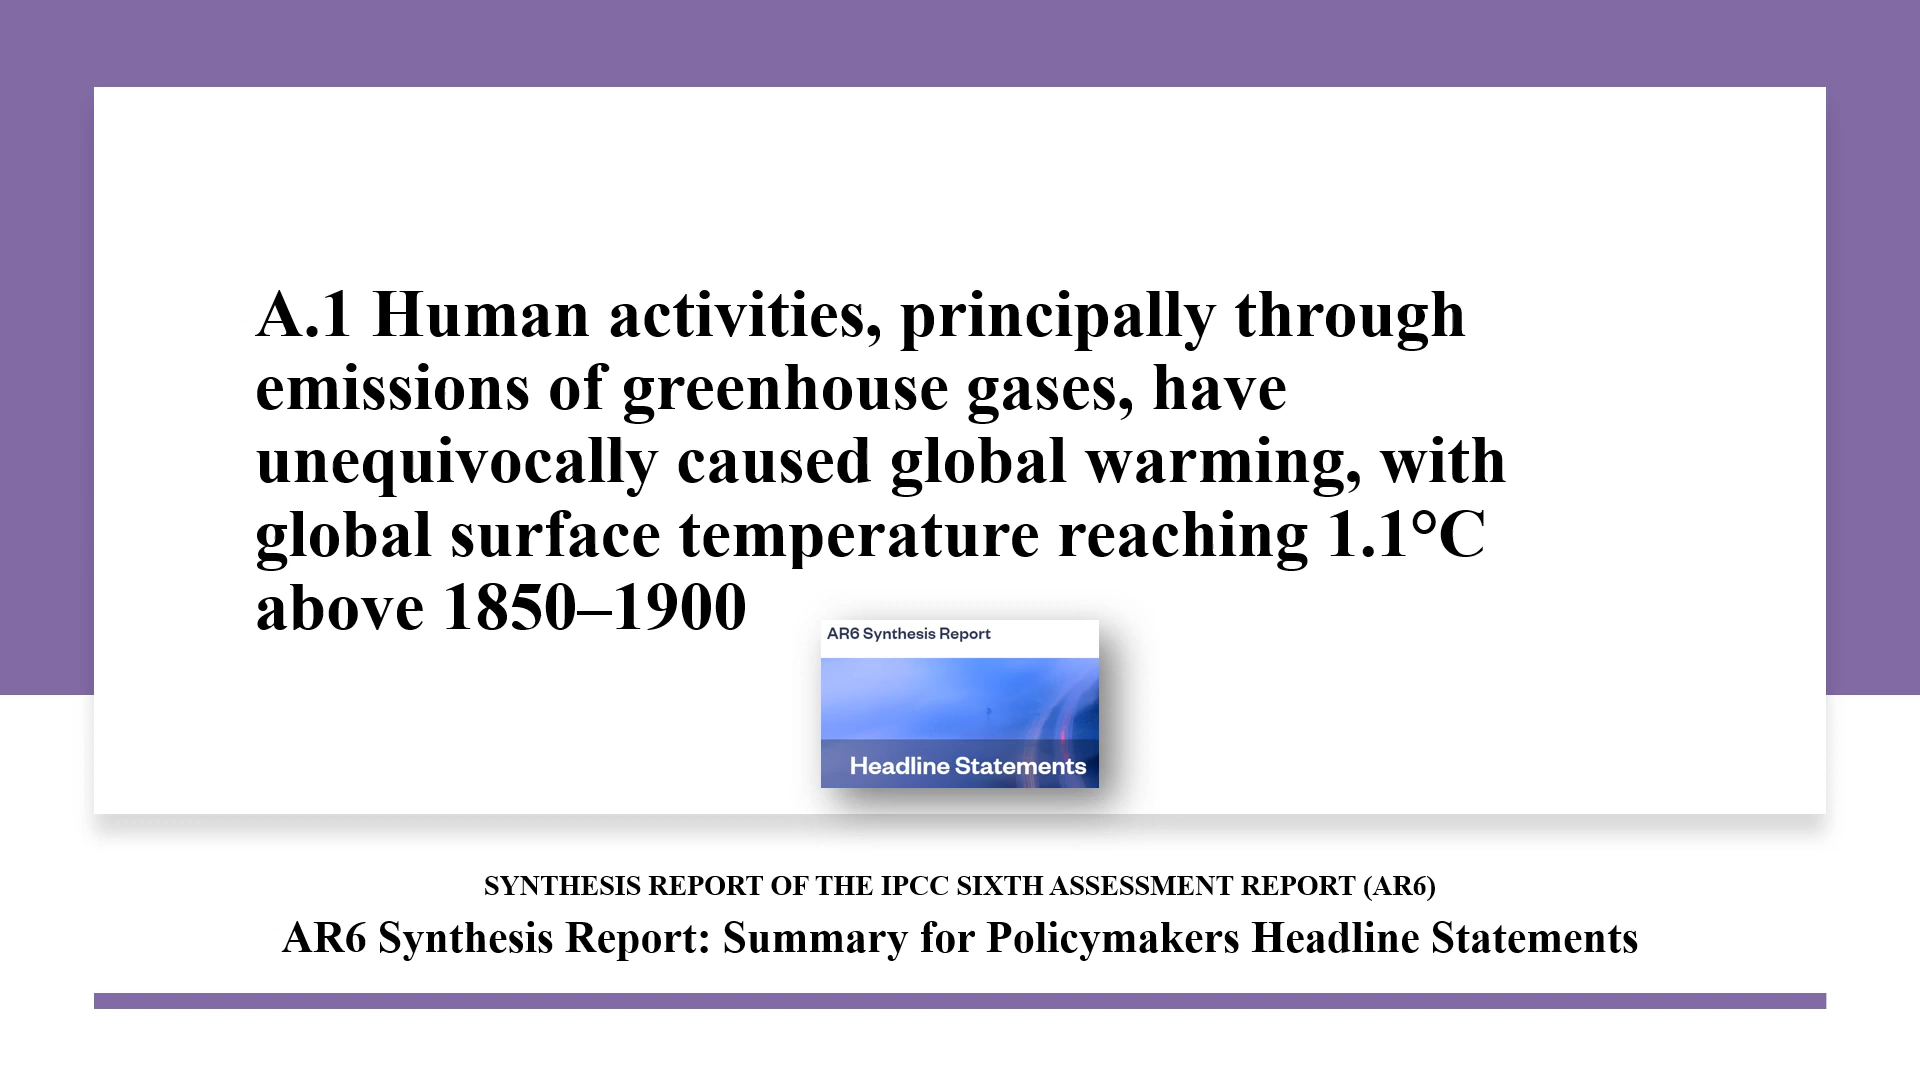 A.1 Human activities, principally through
emissions of greenhouse gases, have
unequivocally caused global warming, with
global surface temperature reaching 1.1°C
above 1850–1900
AR6 Synthesis Report
Headline Statements
SYNTHESIS REPORT OF THE IPCC SIXTH ASSESSMENT REPORT (AR6)
AR6 Synthesis Report: Summary for Policymakers Headline Statements